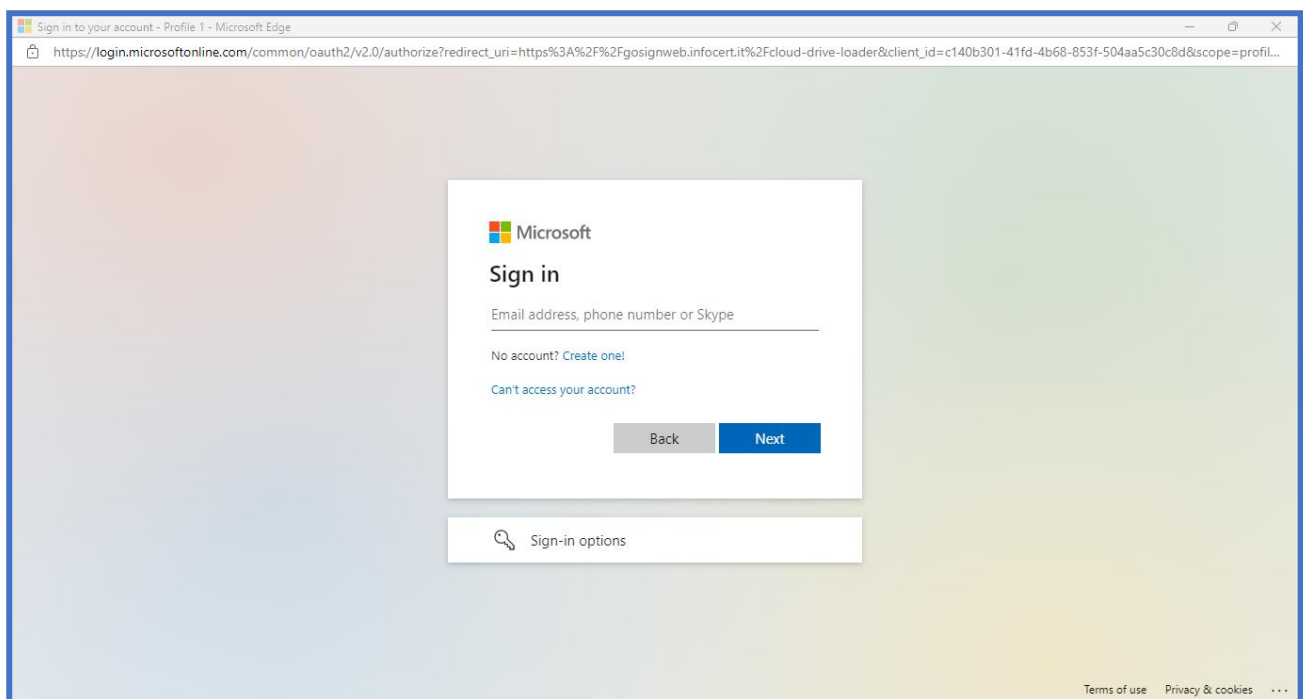 Sign in to your account - Profile 1 - Microsoft Edge
https://login.microsoftonline.com/common/oauth2/v2.0/authorize?redirect_uri=https%3A%2F%2Fgosignweb.infocert.it%2Fcloud-drive-loader&client_id=c140b301-41fd-4b68-853f-504aa5c30c8d&scope=profil...
Microsoft
Sign in
Email address, phone number or Skype
No account? Create one!
Can't access your account?
Back Next
Sign-in options
Terms of use Privacy & cookies ...